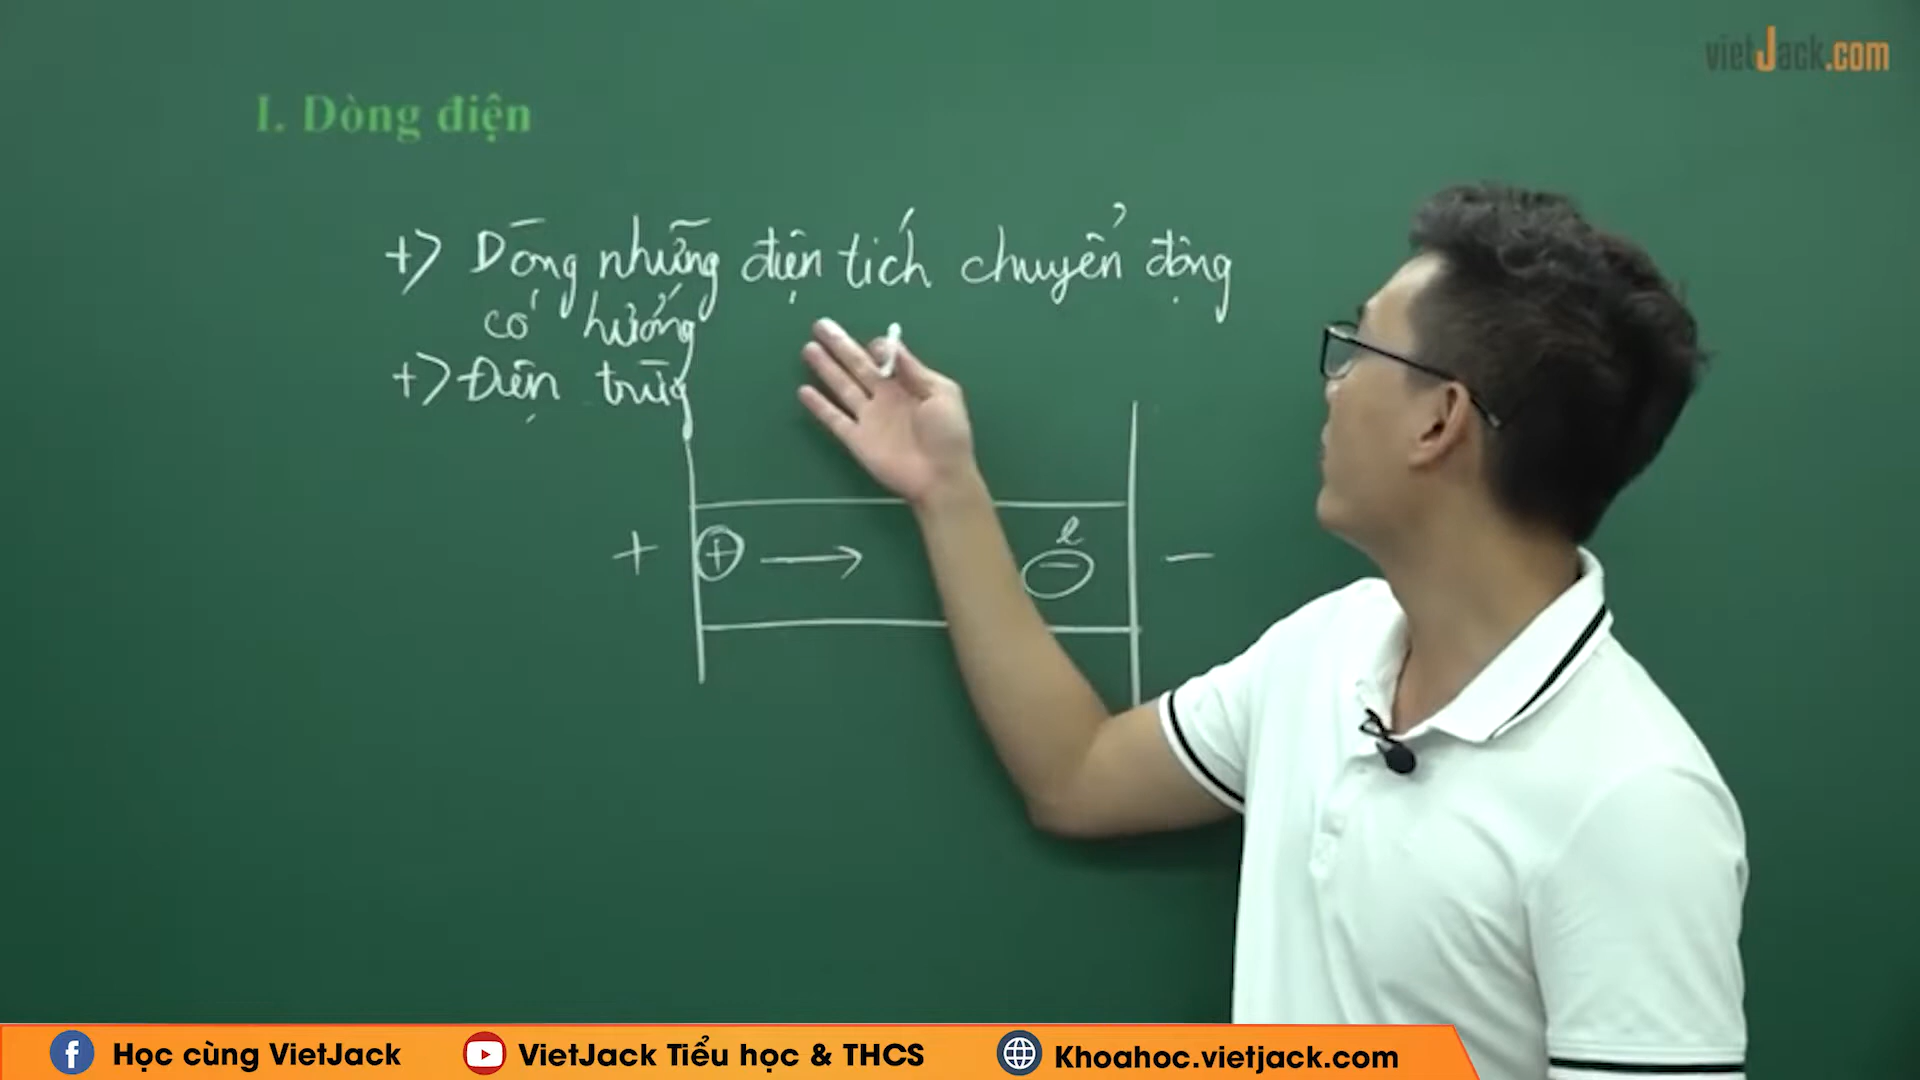 vietJack.com
I. Dòng điện
+) Dòng những điện tích chuyển động
có hướng
+) Điện trường
+ + → e − −
Học cùng VietJack
VietJack Tiểu học & THCS
Khoahoc.vietjack.com